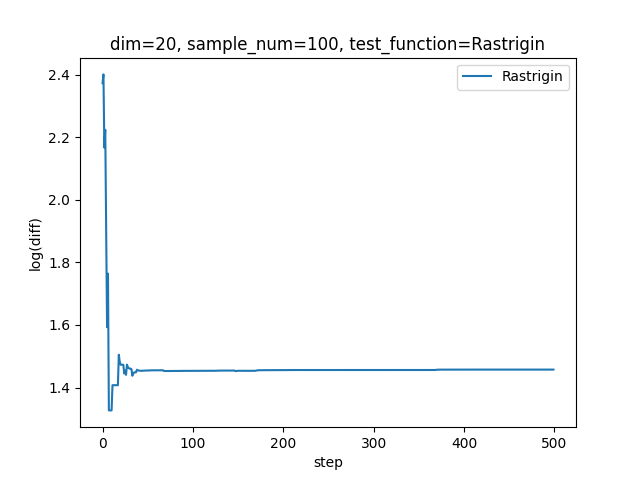 dim=20, sample_num=100, test_function=Rastrigin
Rastrigin
log(diff)
2.4
2.2
2.0
1.8
1.6
1.4
0 100 200 300 400 500
step